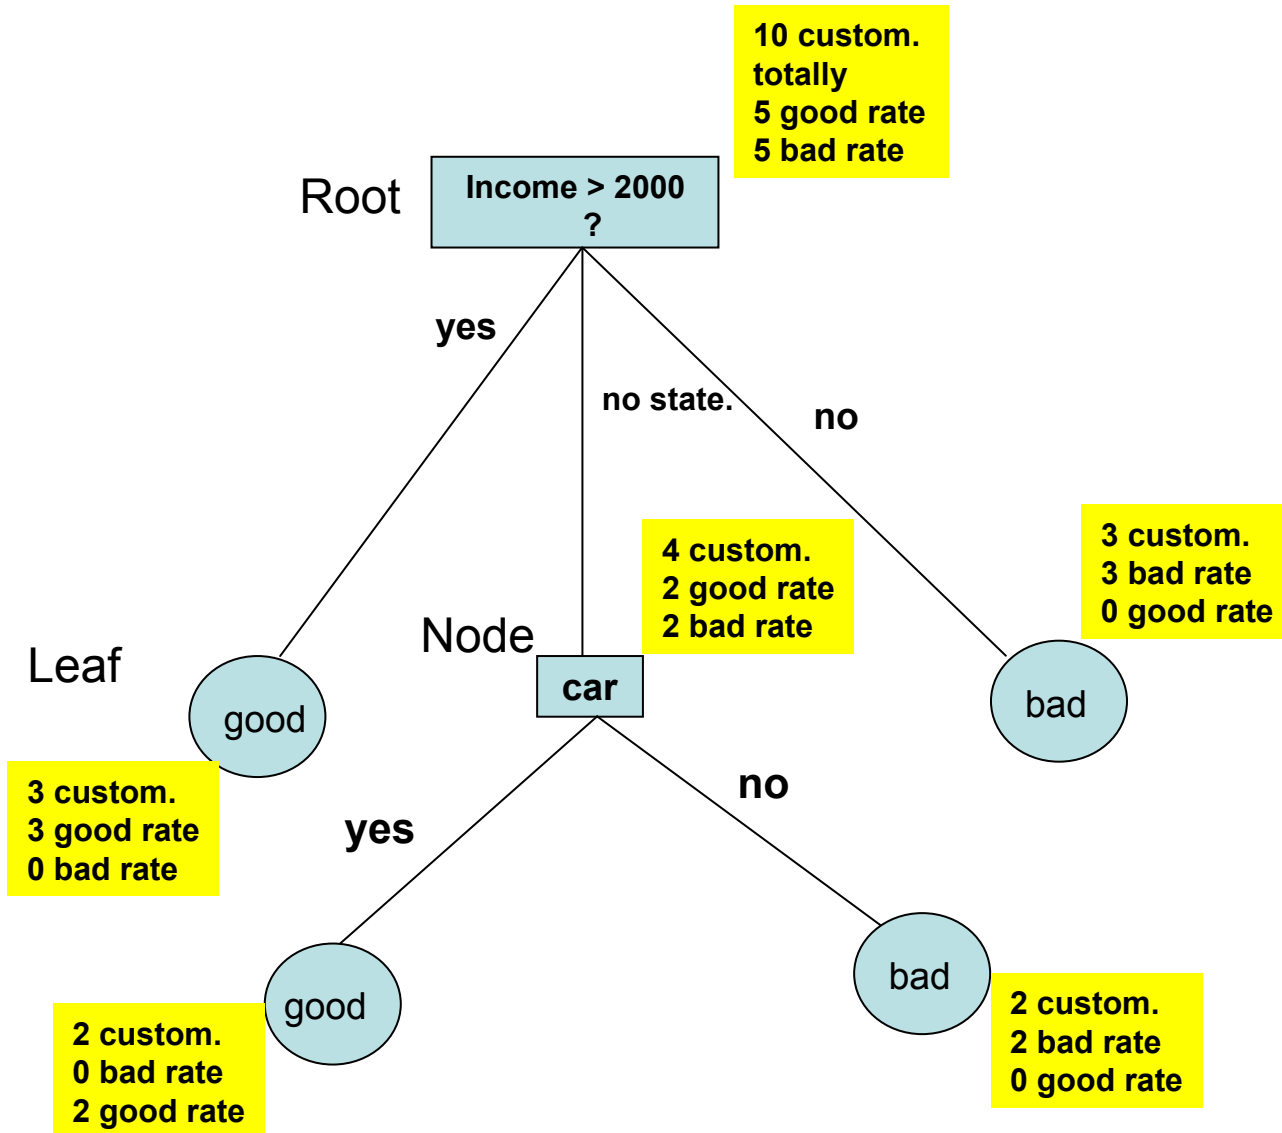 10 custom.
totally
5 good rate
5 bad rate
Root
Income > 2000
?
yes
no state.
no
4 custom.
2 good rate
2 bad rate
3 custom.
3 bad rate
0 good rate
Leaf
Node
good
car
bad
3 custom.
3 good rate
0 bad rate
yes
no
good
bad
2 custom.
0 bad rate
2 good rate
2 custom.
2 bad rate
0 good rate